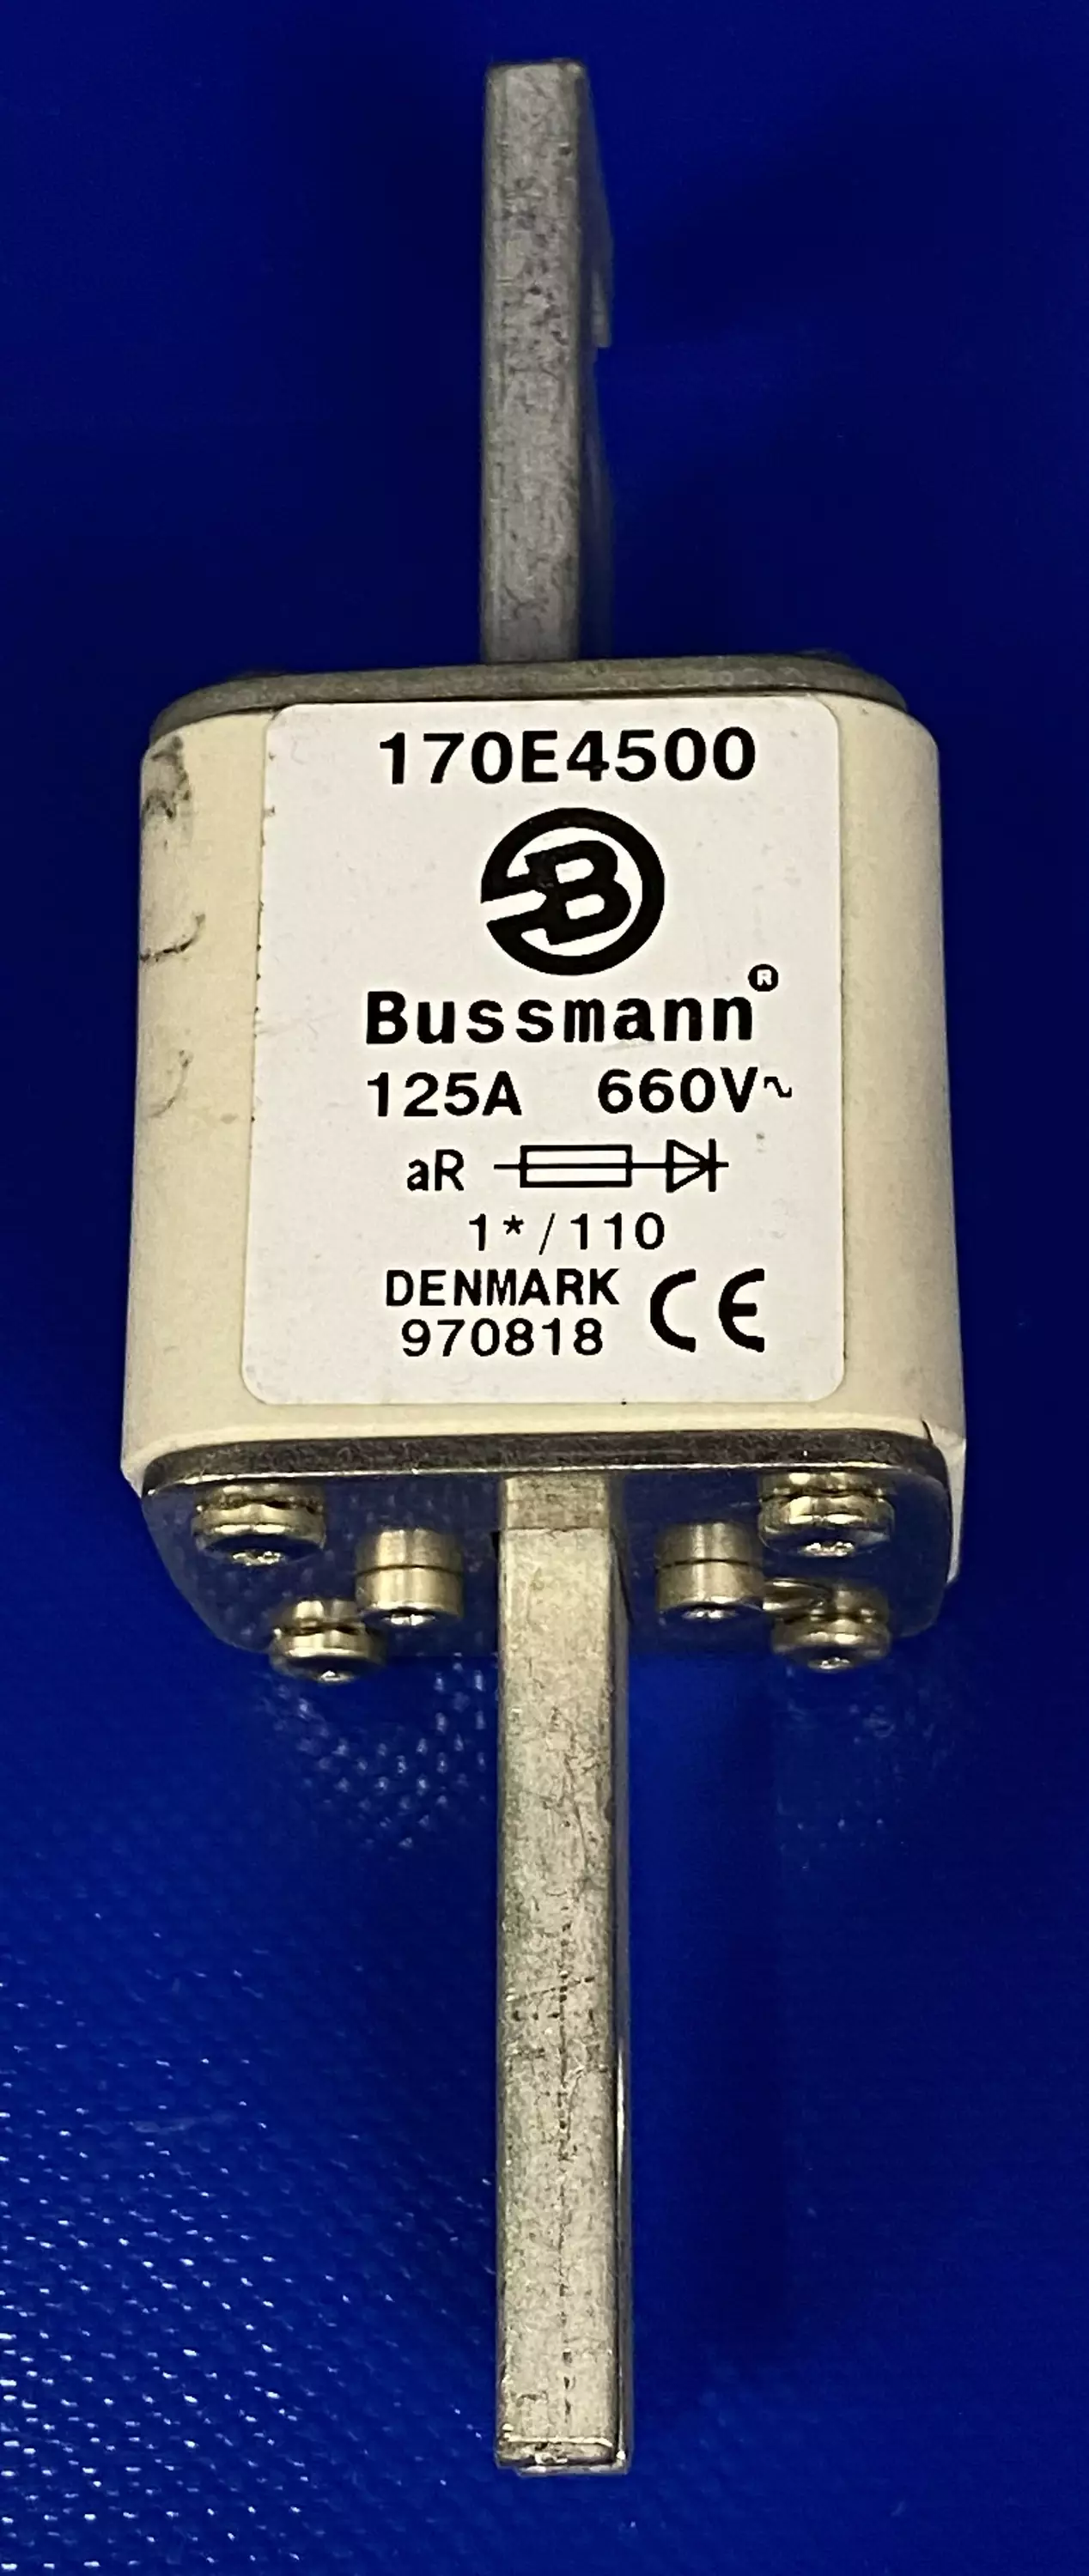 170E4500
B
Bussmann®
125A 660V~
aR
1*/110
DENMARK CE
970818